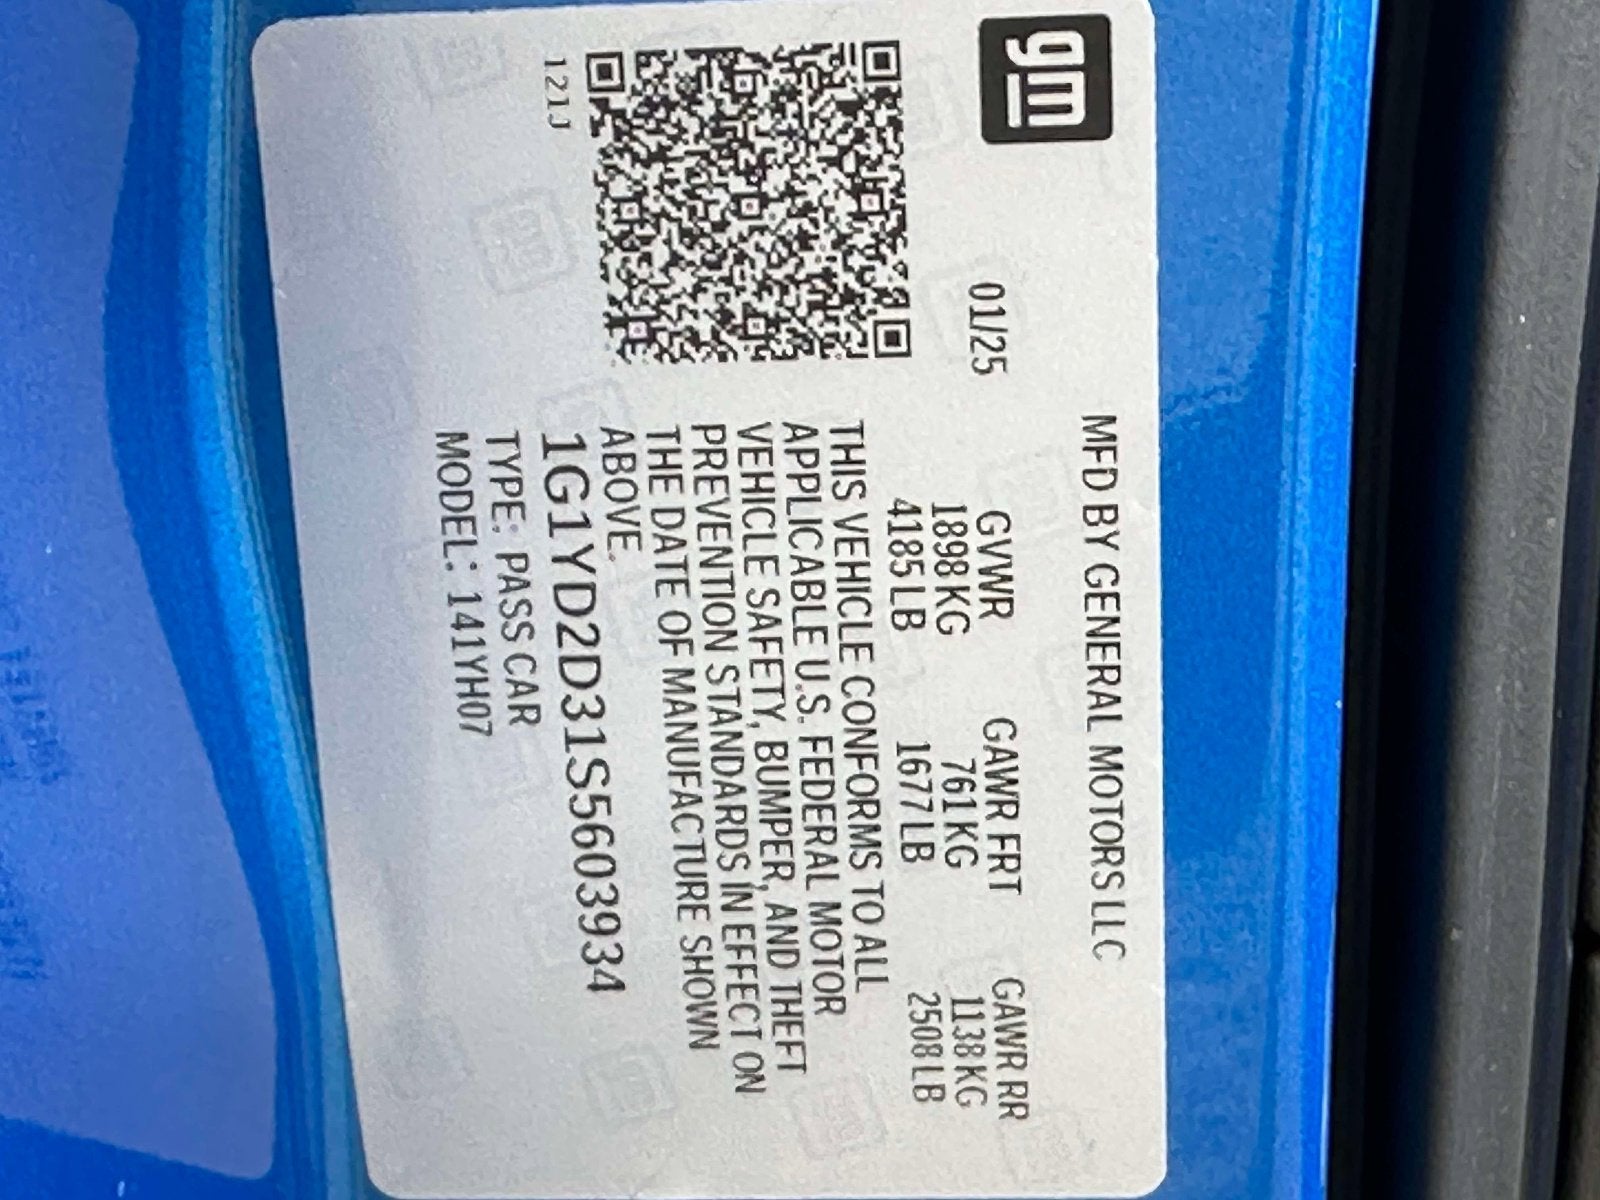 gm
MFD BY GENERAL MOTORS LLC
01/25
GVWR GAWR FRT GAWR RR
1898 KG 761 KG 1138 KG
4185 LB 1677 LB 2508 LB
THIS VEHICLE CONFORMS TO ALL
APPLICABLE U.S. FEDERAL MOTOR
VEHICLE SAFETY, BUMPER, AND THEFT
PREVENTION STANDARDS IN EFFECT ON
THE DATE OF MANUFACTURE SHOWN
ABOVE.
1G1YD2D31S5603934
TYPE: PASS CAR
MODEL: 141YH07
121J